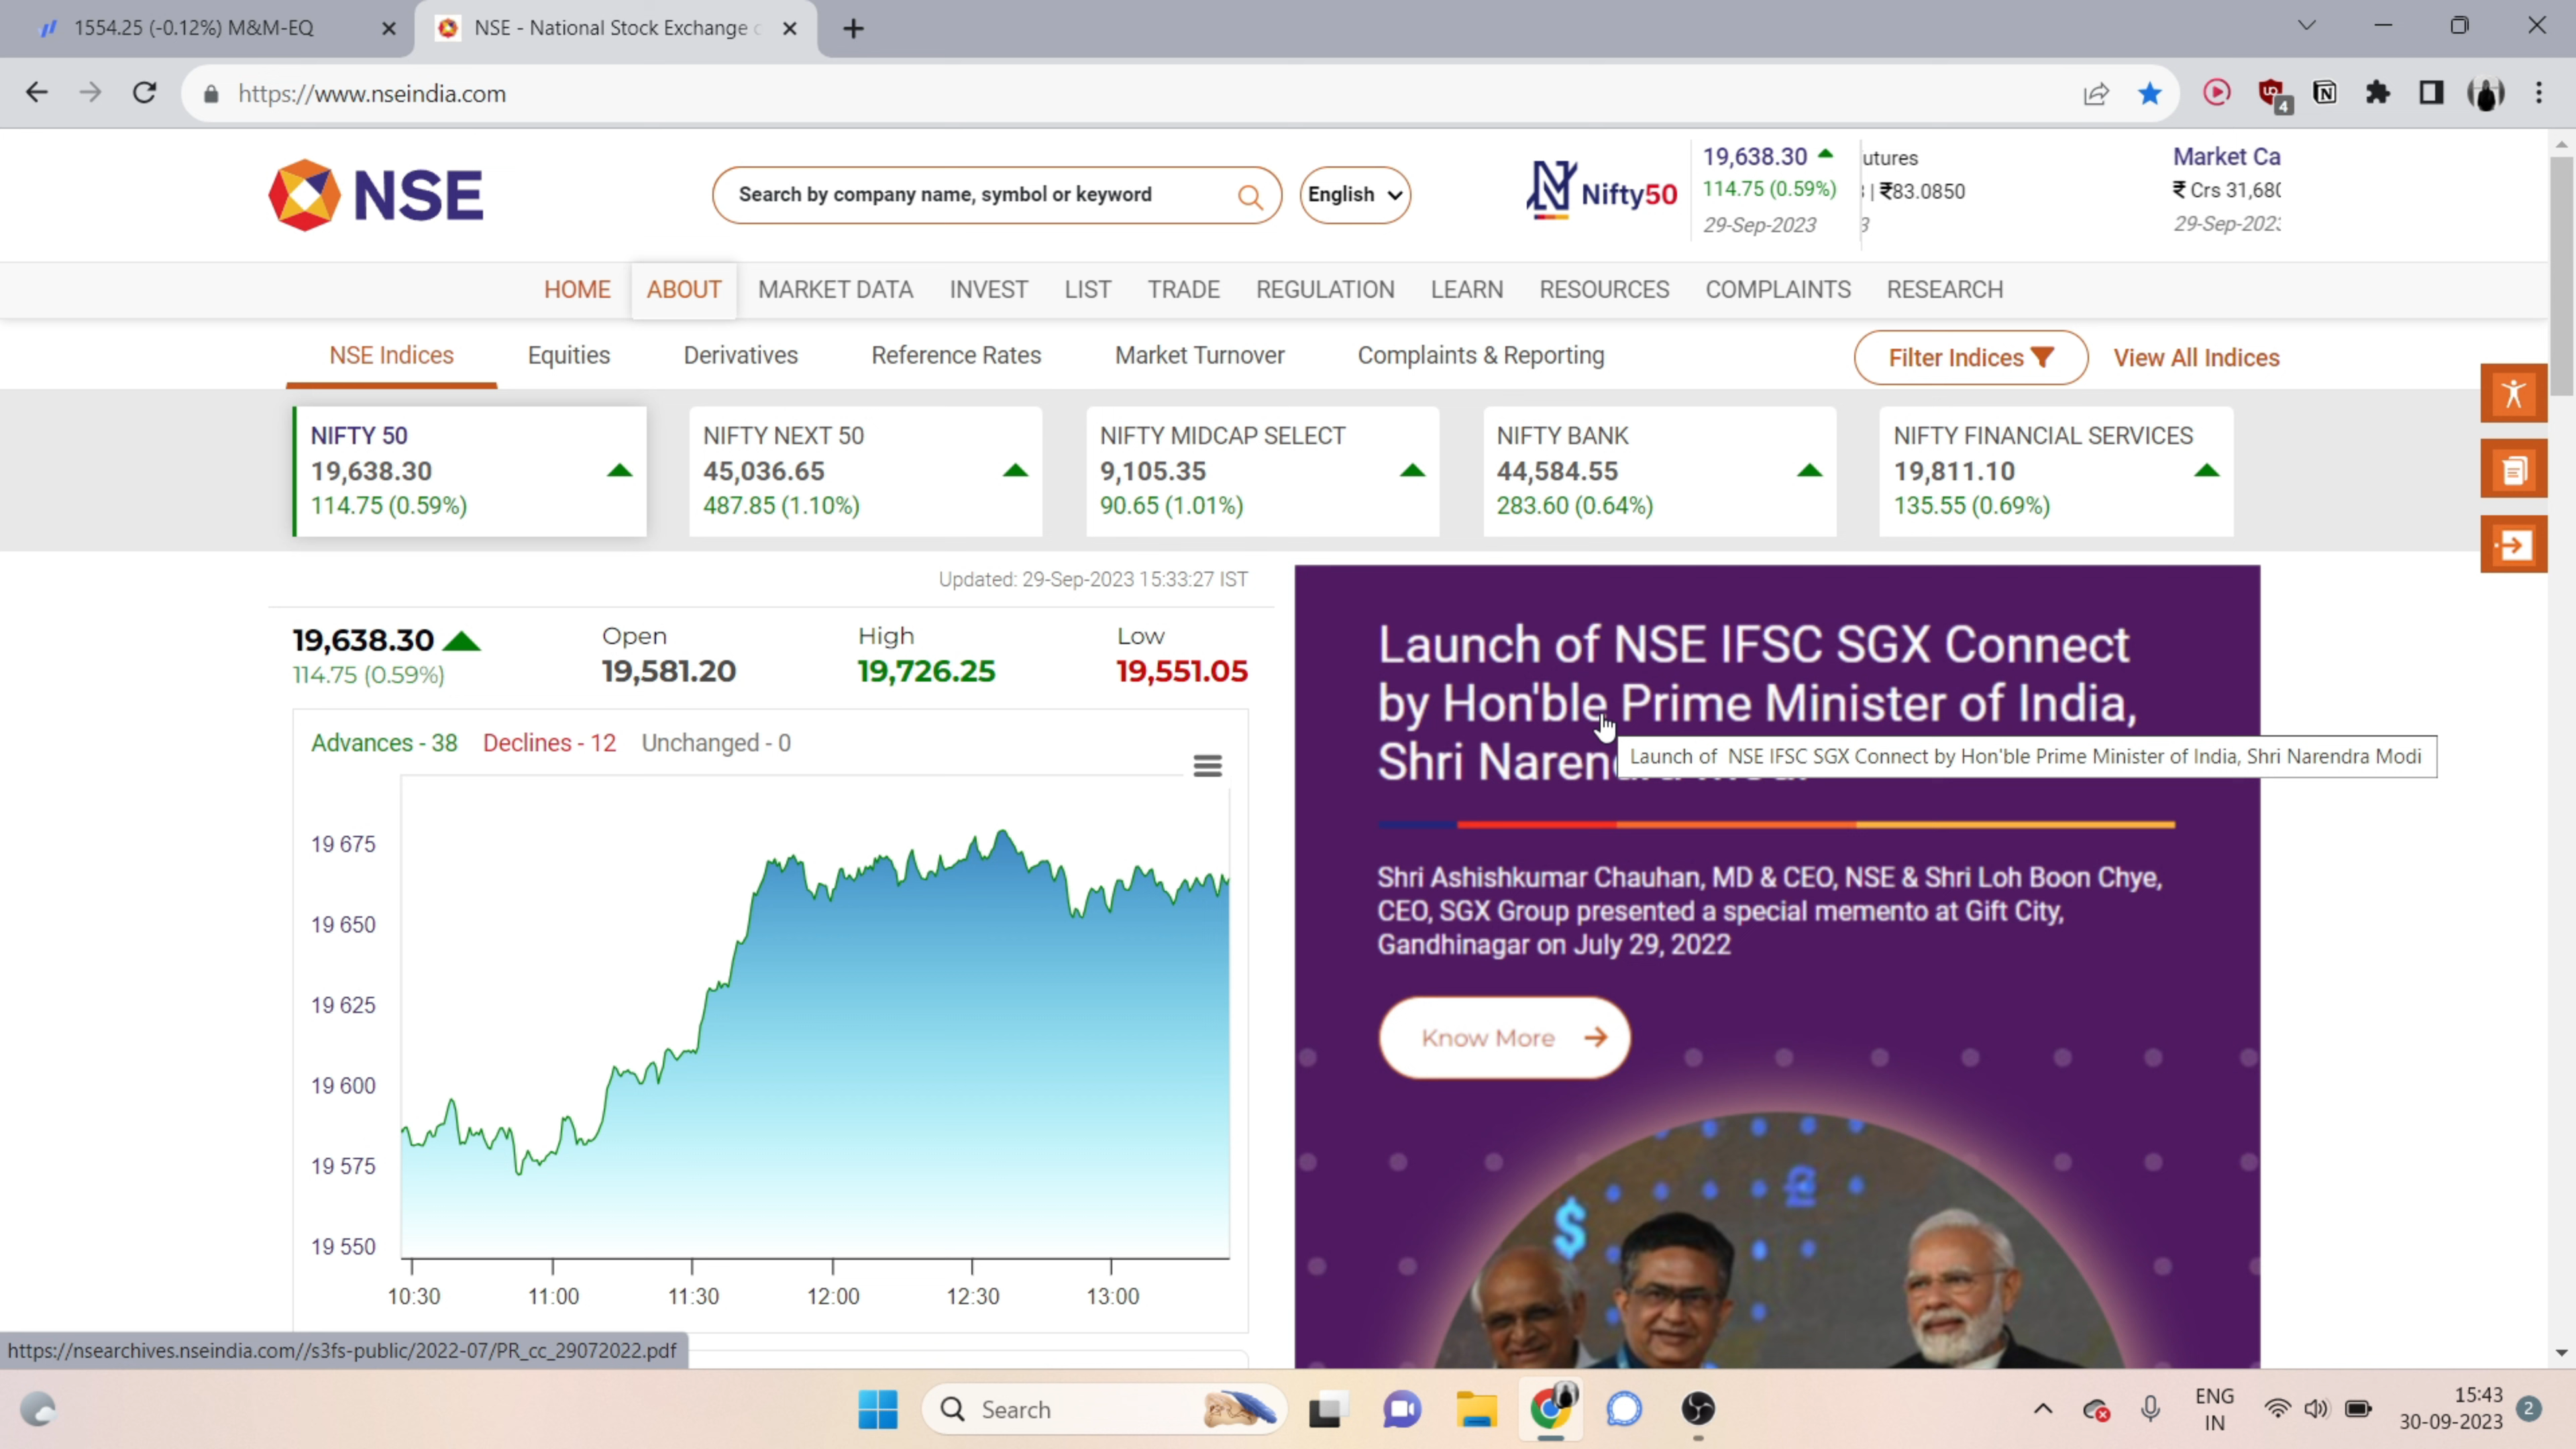 1554.25 (-0.12%) M&M-EQ
NSE - National Stock Exchange
https://www.nseindia.com
4
NSE
Search by company name, symbol or keyword
English
Nifty50
19,638.30
114.75 (0.59%)
29-Sep-2023
utures
| ₹83.0850
3
Market Ca
₹ Crs 31,680
29-Sep-202
HOME ABOUT MARKET DATA INVEST LIST TRADE REGULATION LEARN RESOURCES COMPLAINTS RESEARCH
NSE Indices Equities Derivatives Reference Rates Market Turnover Complaints & Reporting Filter Indices View All Indices
NIFTY 50
19,638.30
114.75 (0.59%)
NIFTY NEXT 50
45,036.65
487.85 (1.10%)
NIFTY MIDCAP SELECT
9,105.35
90.65 (1.01%)
NIFTY BANK
44,584.55
283.60 (0.64%)
NIFTY FINANCIAL SERVICES
19,811.10
135.55 (0.69%)
Updated: 29-Sep-2023 15:33:27 IST
19,638.30
114.75 (0.59%)
Open
19,581.20
High
19,726.25
Low
19,551.05
Advances - 38 Declines - 12 Unchanged - 0
19 675
19 650
19 625
19 600
19 575
19 550
10:30 11:00 11:30 12:00 12:30 13:00
Launch of NSE IFSC SGX Connect
by Hon'ble Prime Minister of India,
Shri Naren
Launch of NSE IFSC SGX Connect by Hon'ble Prime Minister of India, Shri Narendra Modi
Shri Ashishkumar Chauhan, MD & CEO, NSE & Shri Loh Boon Chye,
CEO, SGX Group presented a special memento at Gift City,
Gandhinagar on July 29, 2022
Know More
$
£
https://nsearchives.nseindia.com//s3fs-public/2022-07/PR_cc_29072022.pdf
Search
ENG
IN
15:43
30-09-2023
2